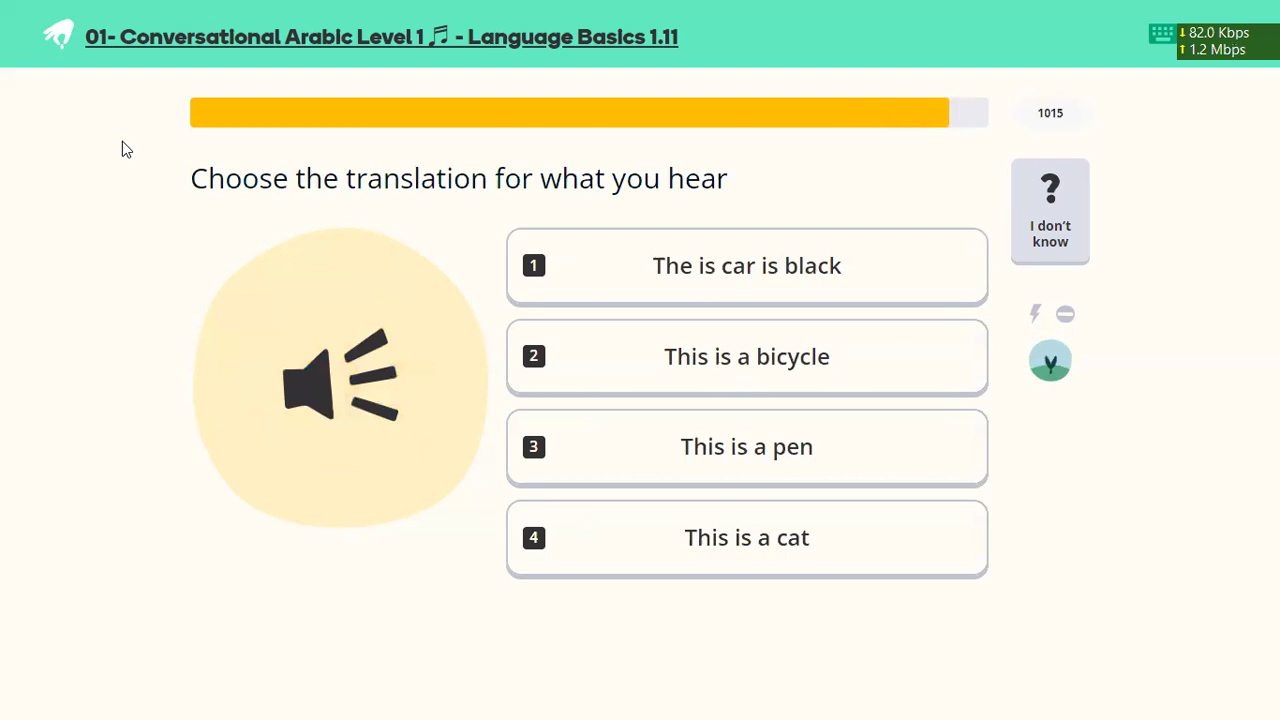 01- Conversational Arabic Level 1 🎵 - Language Basics 1.11
82.0 Kbps
1.2 Mbps
1015
Choose the translation for what you hear
? I don't know
1 The is car is black
2 This is a bicycle
3 This is a pen
4 This is a cat